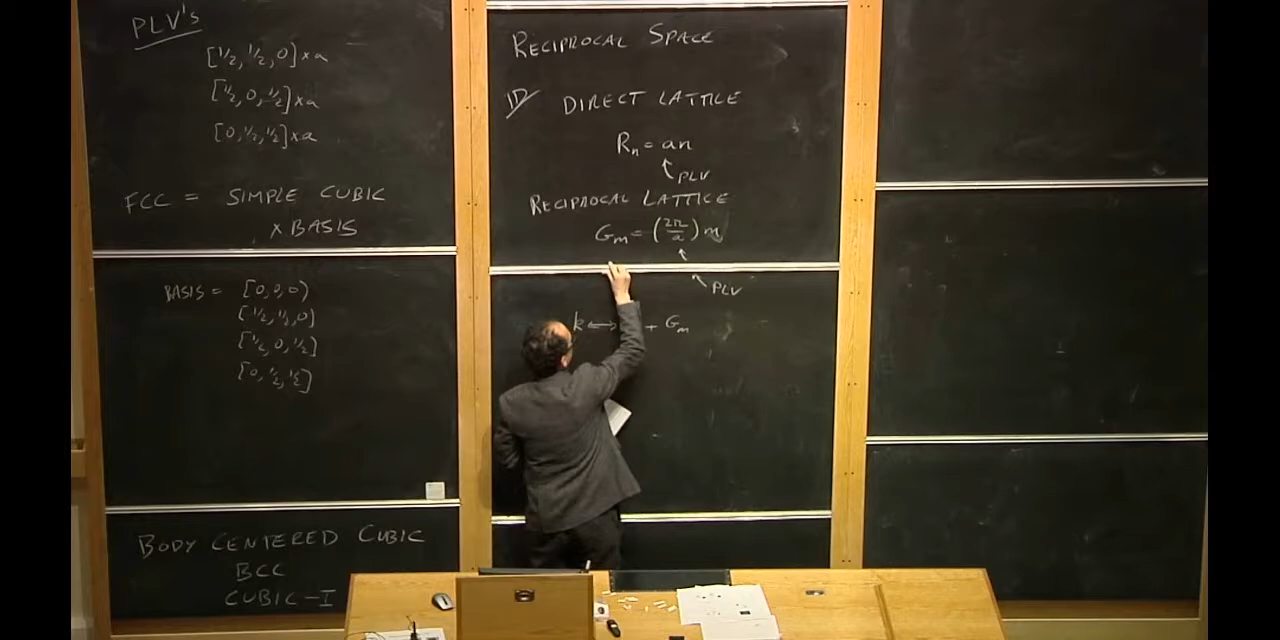 PLV's
[1/2, 1/2, 0] x a
[1/2, 0, 1/2] x a
[0, 1/2, 1/2] x a
FCC = SIMPLE CUBIC
x BASIS
BASIS = [0, 0, 0)
[1/2, 1/2, 0]
[1/2, 0, 1/2]
[0, 1/2, 1/2]
BODY CENTERED CUBIC
BCC
CUBIC-I
RECIPROCAL SPACE
1D DIRECT LATTICE
Rn = an
↑ PLV
RECIPROCAL LATTICE
Gm = (2π/a) m
↑
↖ PLV
k ↔ + Gm